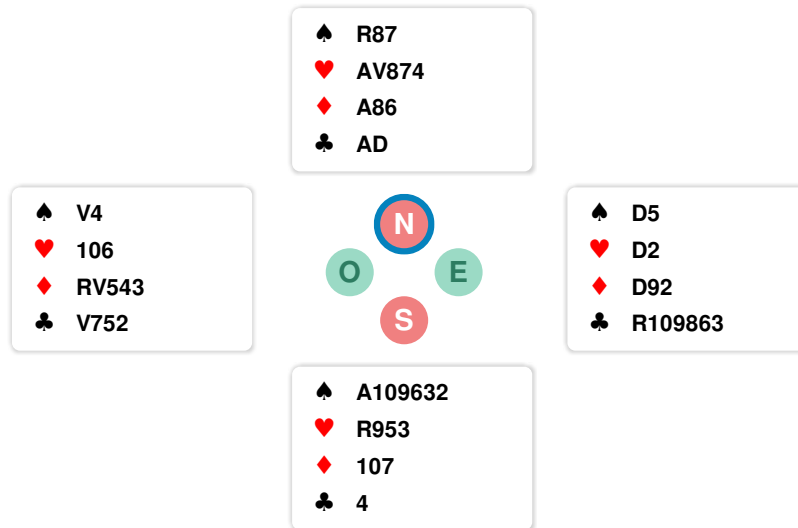 ♠ R87
♥ AV874
♦ A86
♣ AD
♠ V4
♥ 106
♦ RV543
♣ V752
N
O E
S
♠ D5
♥ D2
♦ D92
♣ R109863
♠ A109632
♥ R953
♦ 107
♣ 4